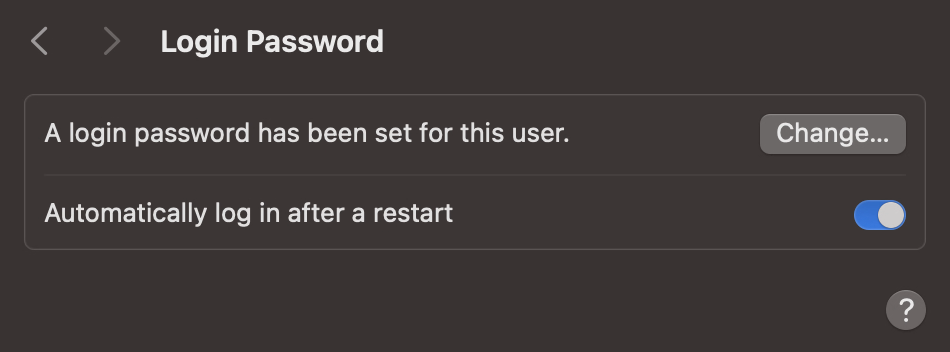 Login Password
A login password has been set for this user.
Change...
Automatically log in after a restart
?